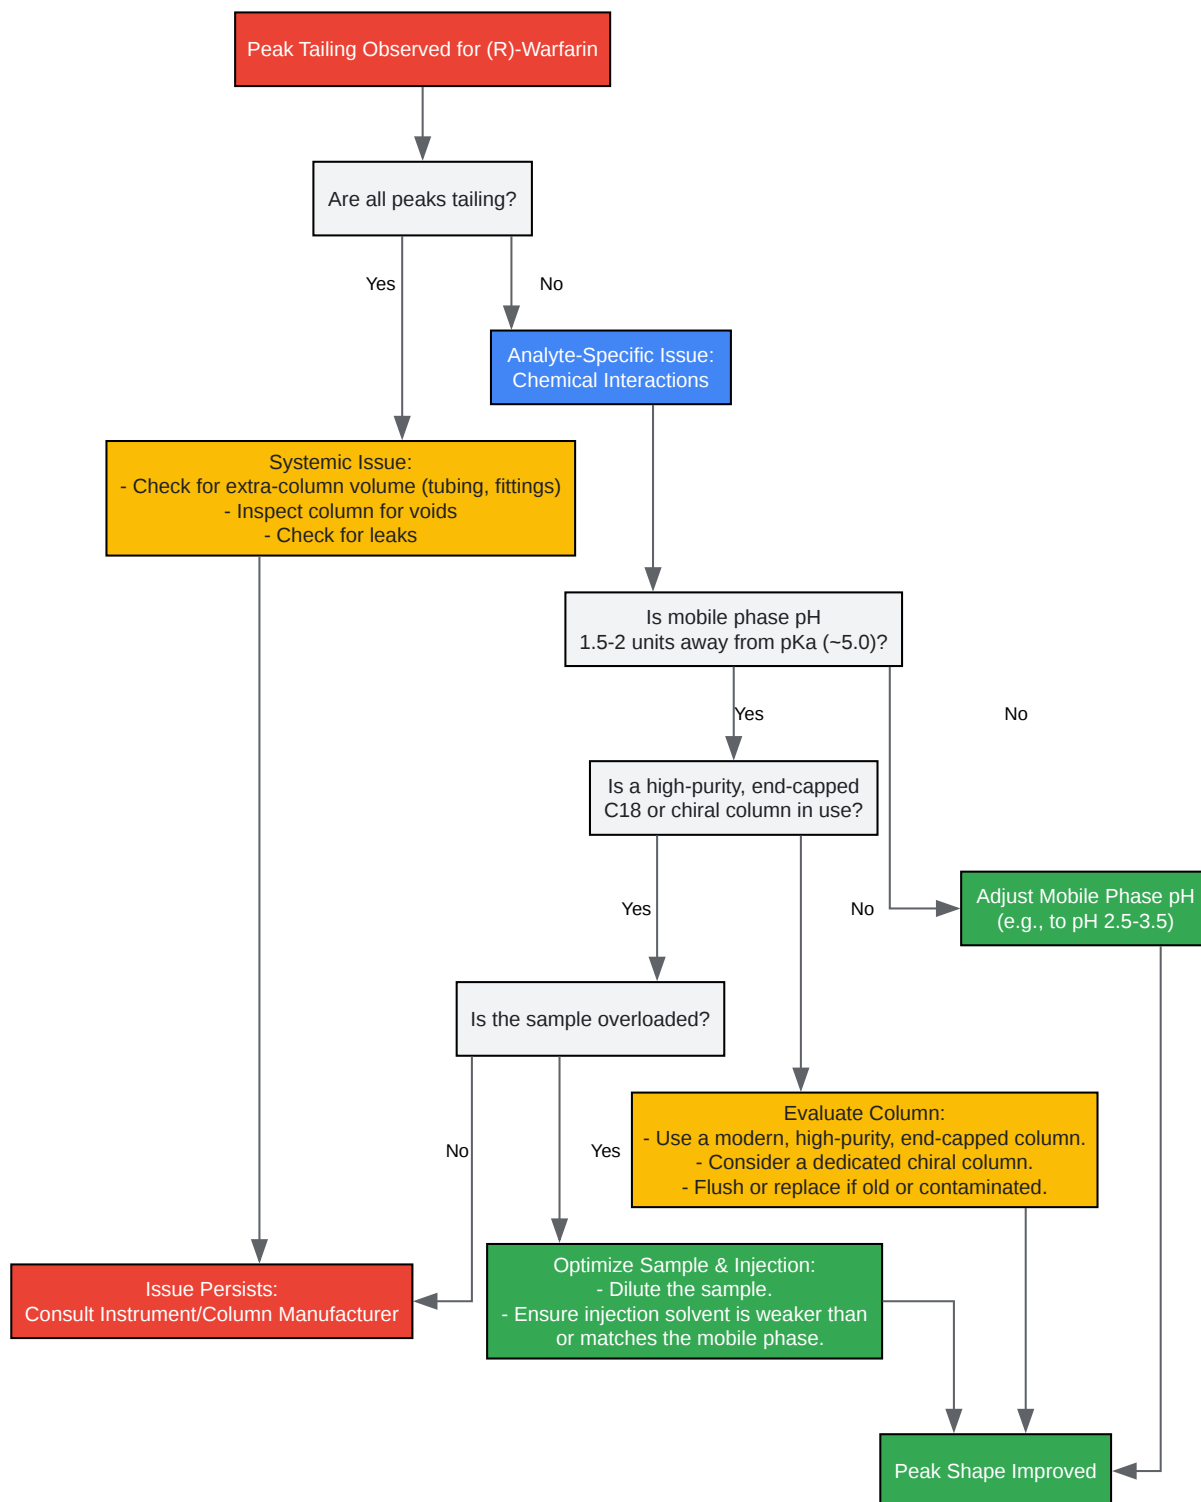 Peak Tailing Observed for (R)-Warfarin
Are all peaks tailing?
Yes
No
Analyte-Specific Issue:
Chemical Interactions
Systemic Issue:
- Check for extra-column volume (tubing, fittings)
- Inspect column for voids
- Check for leaks
Is mobile phase pH
1.5-2 units away from pKa (~5.0)?
Yes
No
Is a high-purity, end-capped
C18 or chiral column in use?
Yes
No
Adjust Mobile Phase pH
(e.g., to pH 2.5-3.5)
Is the sample overloaded?
No
Yes
Evaluate Column:
- Use a modern, high-purity, end-capped column.
- Consider a dedicated chiral column.
- Flush or replace if old or contaminated.
Issue Persists:
Consult Instrument/Column Manufacturer
Optimize Sample & Injection:
- Dilute the sample.
- Ensure injection solvent is weaker than
or matches the mobile phase.
Peak Shape Improved